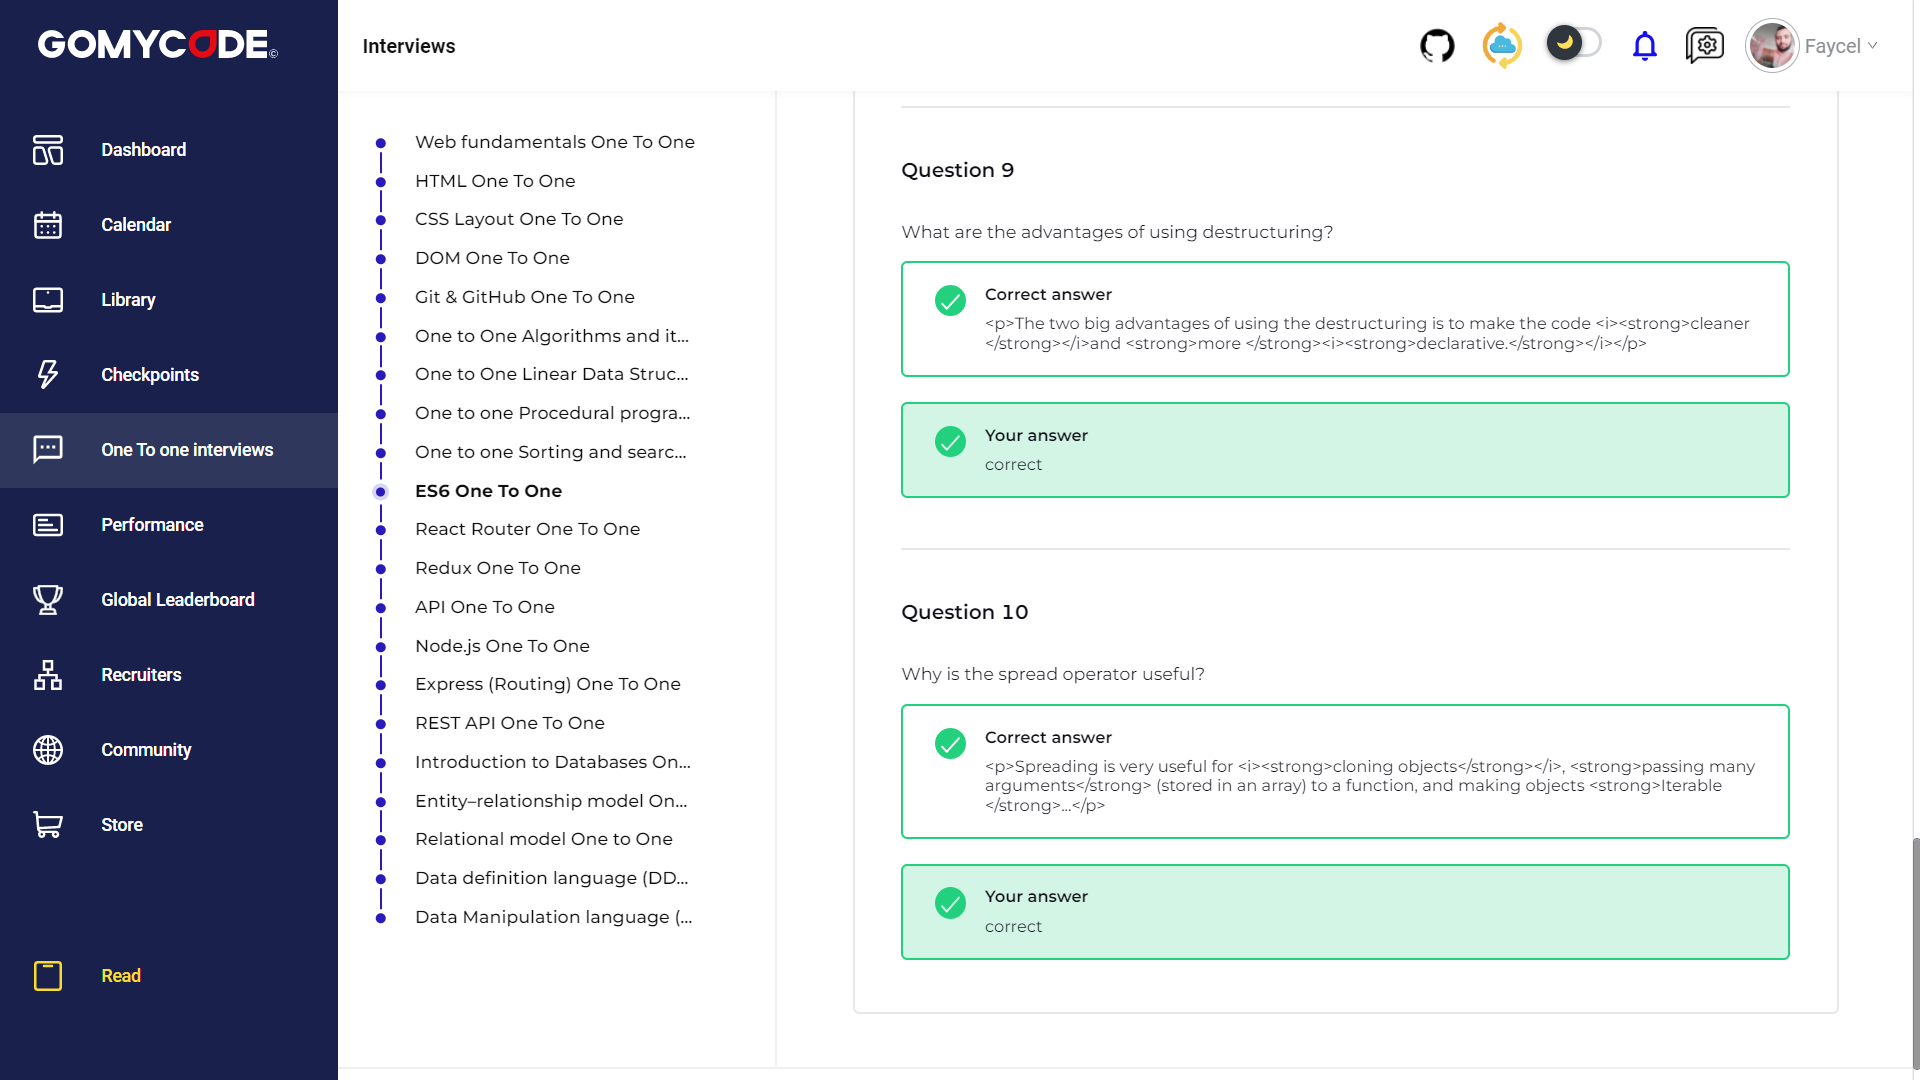 GOMYCODE©
Interviews
Faycel
Dashboard
Calendar
Library
Checkpoints
One To one interviews
Performance
Global Leaderboard
Recruiters
Community
Store
Read
Web fundamentals One To One
HTML One To One
CSS Layout One To One
DOM One To One
Git & GitHub One To One
One to One Algorithms and it...
One to One Linear Data Struc...
One to one Procedural progra...
One to one Sorting and searc...
ES6 One To One
React Router One To One
Redux One To One
API One To One
Node.js One To One
Express (Routing) One To One
REST API One To One
Introduction to Databases On...
Entity–relationship model On...
Relational model One to One
Data definition language (DD...
Data Manipulation language (...
Question 9
What are the advantages of using destructuring?
Correct answer
<p>The two big advantages of using the destructuring is to make the code <i><strong>cleaner
</strong></i>and <strong>more </strong><i><strong>declarative.</strong></i></p>
Your answer
correct
Question 10
Why is the spread operator useful?
Correct answer
<p>Spreading is very useful for <i><strong>cloning objects</strong></i>, <strong>passing many
arguments</strong> (stored in an array) to a function, and making objects <strong>Iterable
</strong>...</p>
Your answer
correct